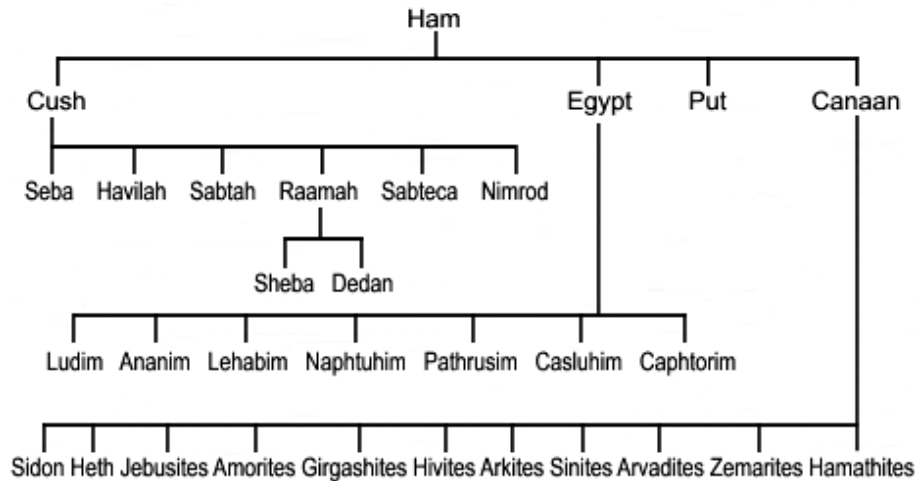 Ham
Cush Egypt Put Canaan
Seba Havilah Sabtah Raamah Sabteca Nimrod
Sheba Dedan
Ludim Ananim Lehabim Naphtuhim Pathrusim Casluhim Caphtorim
Sidon Heth Jebusites Amorites Girgashites Hivites Arkites Sinites Arvadites Zemarites Hamathites